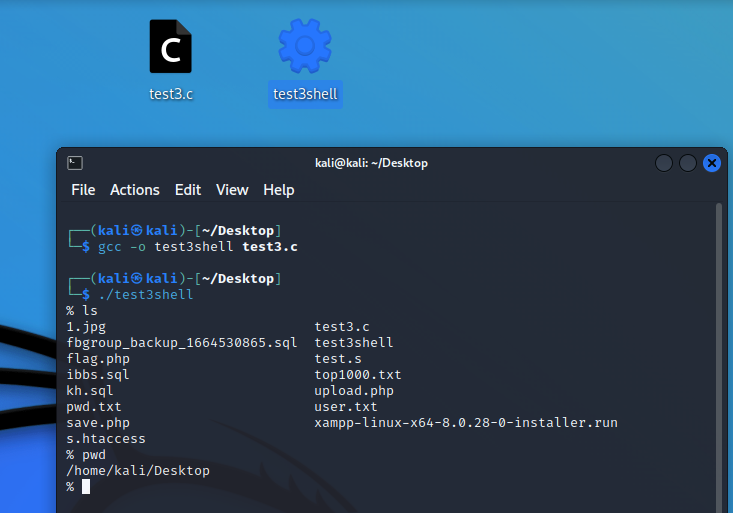 test3.c test3shell
kali@kali: ~/Desktop
File Actions Edit View Help
┌──(kali㉿kali)-[~/Desktop]
└─$ gcc -o test3shell test3.c
┌──(kali㉿kali)-[~/Desktop]
└─$ ./test3shell
% ls
1.jpg test3.c
fbgroup_backup_1664530865.sql test3shell
flag.php test.s
ibbs.sql top1000.txt
kh.sql upload.php
pwd.txt user.txt
save.php xampp-linux-x64-8.0.28-0-installer.run
s.htaccess
% pwd
/home/kali/Desktop
%